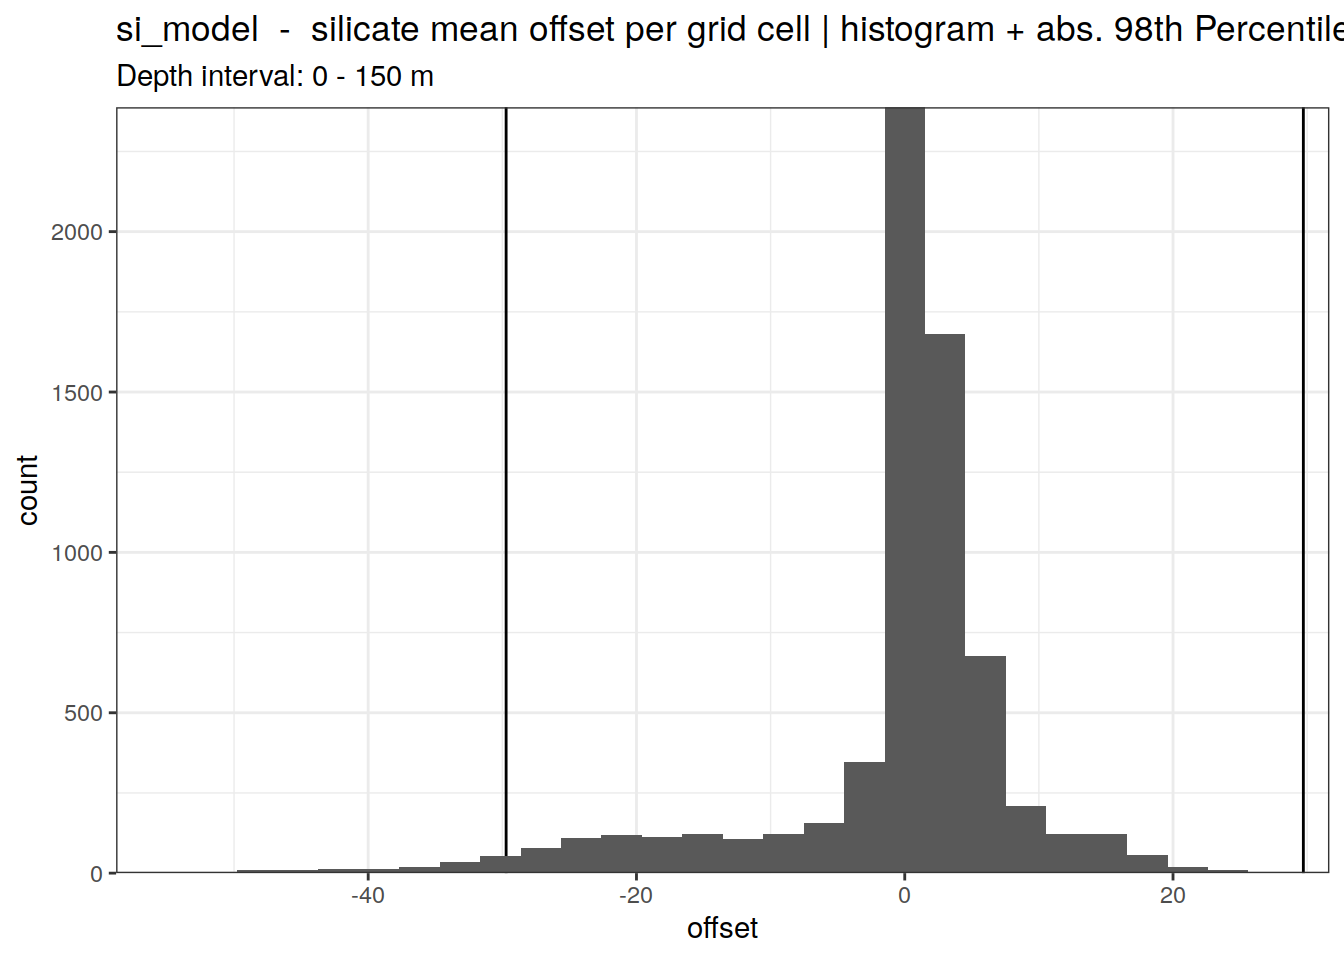 si_model  -  silicate mean offset per grid cell | histogram + abs. 98th Percentile
Depth interval: 0 - 150 m
2000
1500
1000
500
0
count
-40
-20
0
20
offset